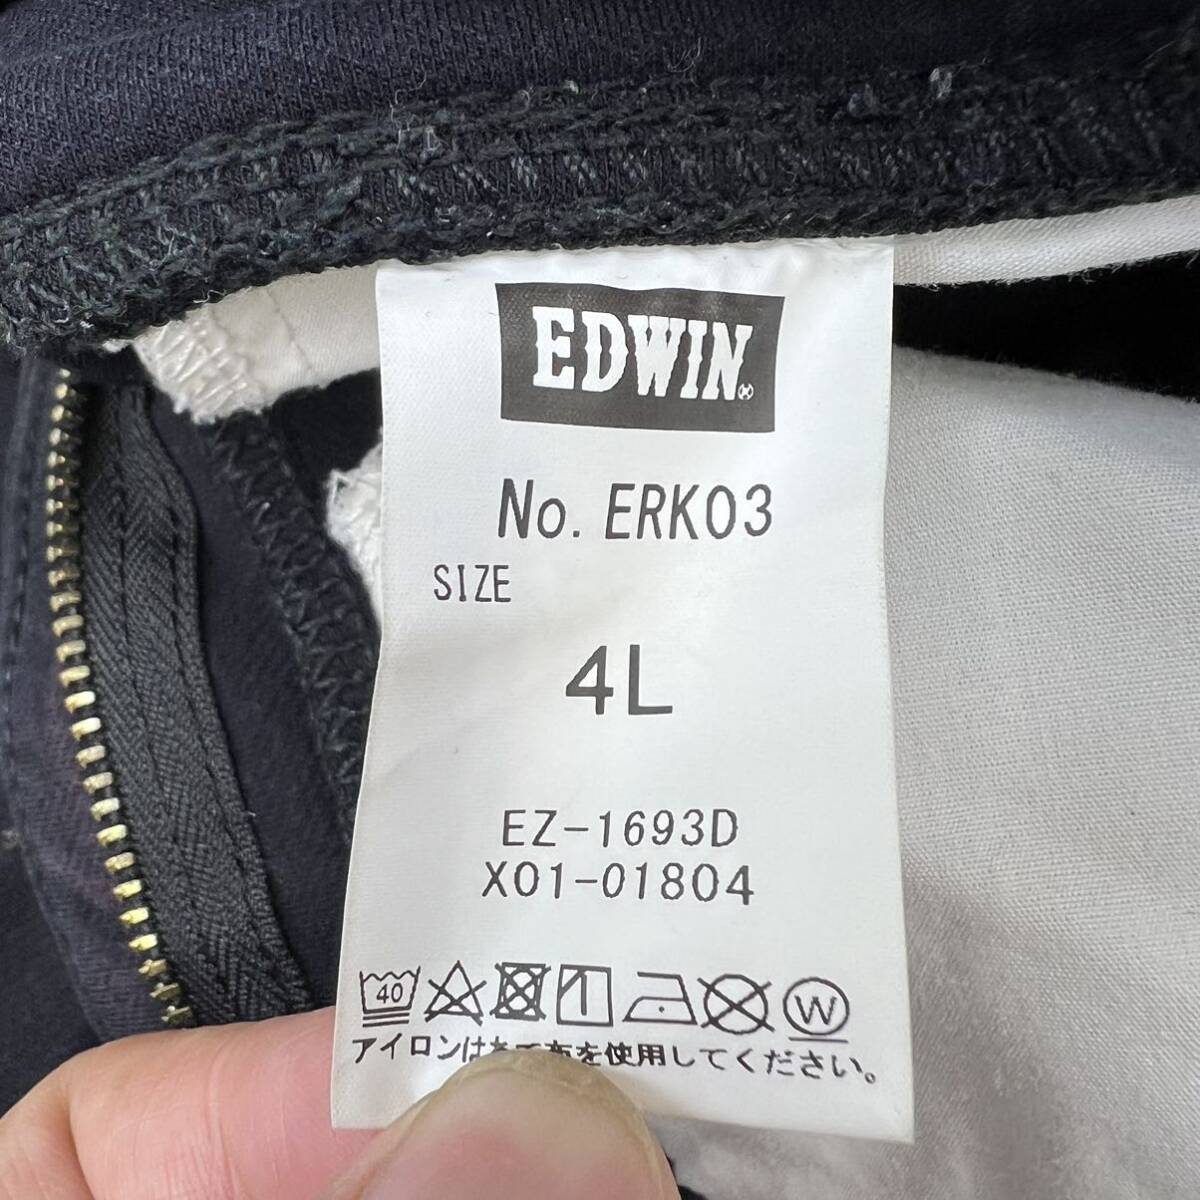 EDWIN
No. ERK03
SIZE
4L
EZ-1693D
X01-01804
40 W
アイロンはあて布を使用してください。